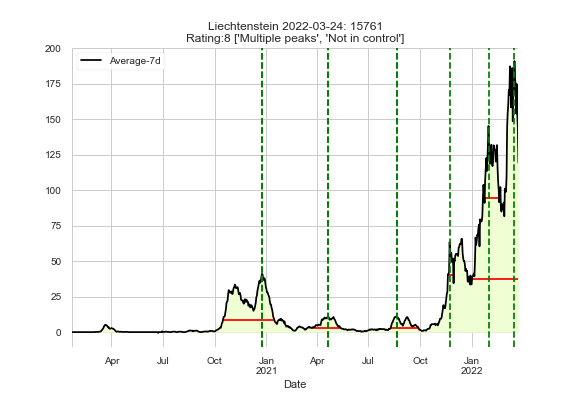 Liechtenstein 2022-03-24: 15761
Rating:8 ['Multiple peaks', 'Not in control']
Average-7d
200
175
150
125
100
75
50
25
0
Apr Jul Oct Jan Apr Jul Oct Jan
2021 2022
Date